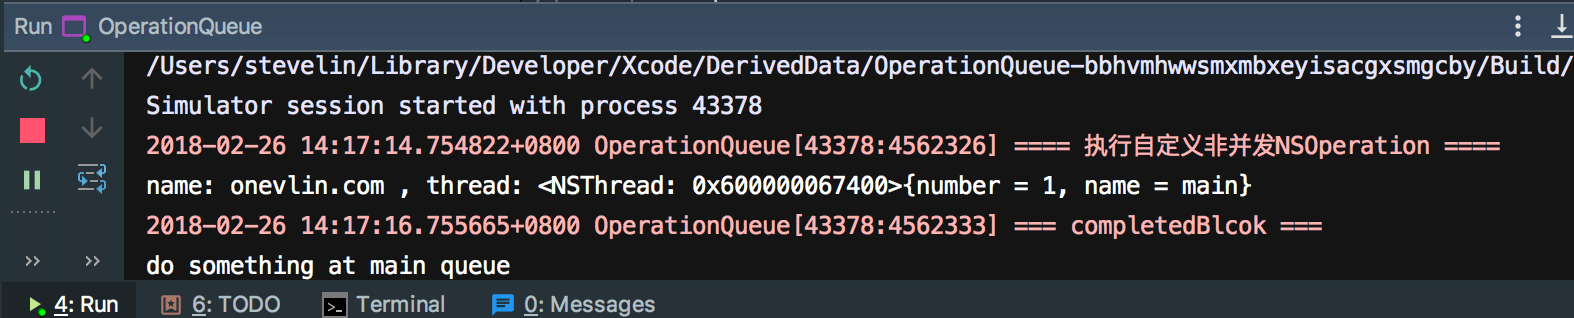 Run OperationQueue
/Users/stevelin/Library/Developer/Xcode/DerivedData/OperationQueue-bbhvmhwwsmxmbxeyisacgxsmgcby/Build/
Simulator session started with process 43378
2018-02-26 14:17:14.754822+0800 OperationQueue[43378:4562326] ==== 执行自定义非并发NSOperation ====
name: onevlin.com , thread: <NSThread: 0x600000067400>{number = 1, name = main}
2018-02-26 14:17:16.755665+0800 OperationQueue[43378:4562333] === completedBlcok ===
do something at main queue
4: Run 6: TODO Terminal 0: Messages